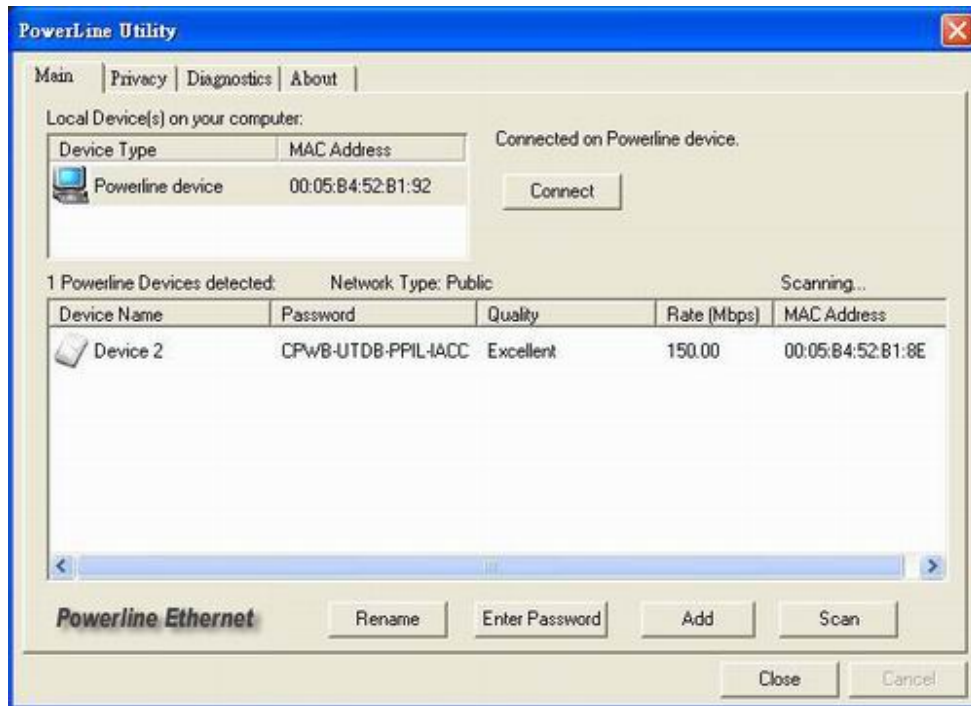 PowerLine Utility
Main Privacy Diagnostics About
Local Device(s) on your computer:
Device Type MAC Address
Powerline device 00:05:B4:52:B1:92
Connected on Powerline device.
Connect
1 Powerline Devices detected: Network Type: Public Scanning...
Device Name Password Quality Rate (Mbps) MAC Address
Device 2 CPWB-UTDB-PPIL-IACC Excellent 150.00 00:05:B4:52:B1:8E
Powerline Ethernet Rename Enter Password Add Scan
Close Cancel